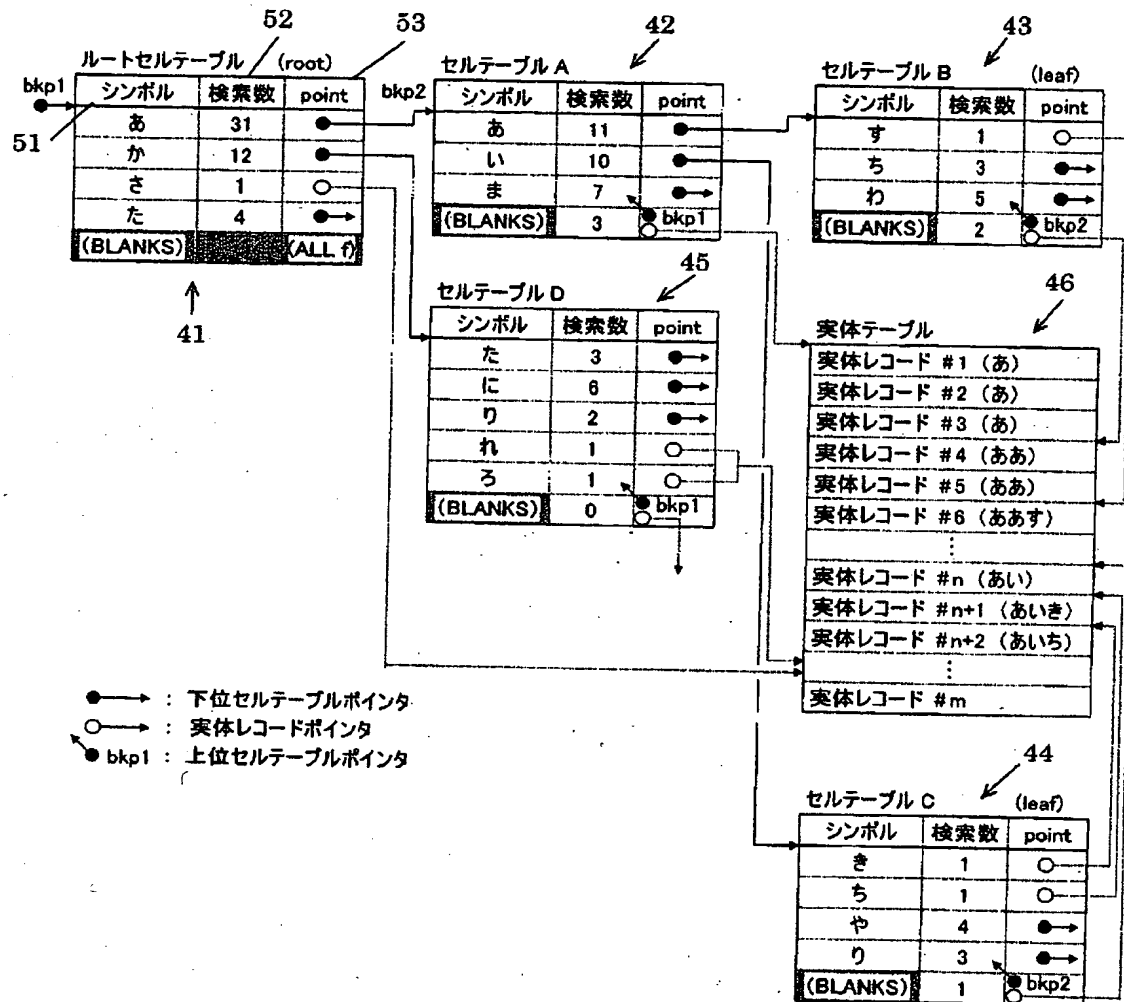 52
53
42
43
ルートセルテーブル (root)
シンボル 検索数 point
bkp1
51
あ 31
か 12
さ 1
た 4
(BLANKS) (ALL f)
41
セルテーブル A
bkp2
シンボル 検索数 point
あ 11
い 10
ま 7
(BLANKS) 3 bkp1
セルテーブル B (leaf)
シンボル 検索数 point
す 1
ち 3
わ 5
(BLANKS) 2 bkp2
45
セルテーブル D
シンボル 検索数 point
た 3
に 6
り 2
れ 1
ろ 1
(BLANKS) 0 bkp1
46
実体テーブル
実体レコード #1 (あ)
実体レコード #2 (あ)
実体レコード #3 (あ)
実体レコード #4 (ああ)
実体レコード #5 (ああ)
実体レコード #6 (ああす)
⋮
実体レコード #n (あい)
実体レコード #n+1 (あいき)
実体レコード #n+2 (あいち)
⋮
実体レコード #m
: 下位セルテーブルポインタ
: 実体レコードポインタ
bkp1 : 上位セルテーブルポインタ
44
セルテーブル C (leaf)
シンボル 検索数 point
き 1
ち 1
や 4
り 3
(BLANKS) 1 bkp2